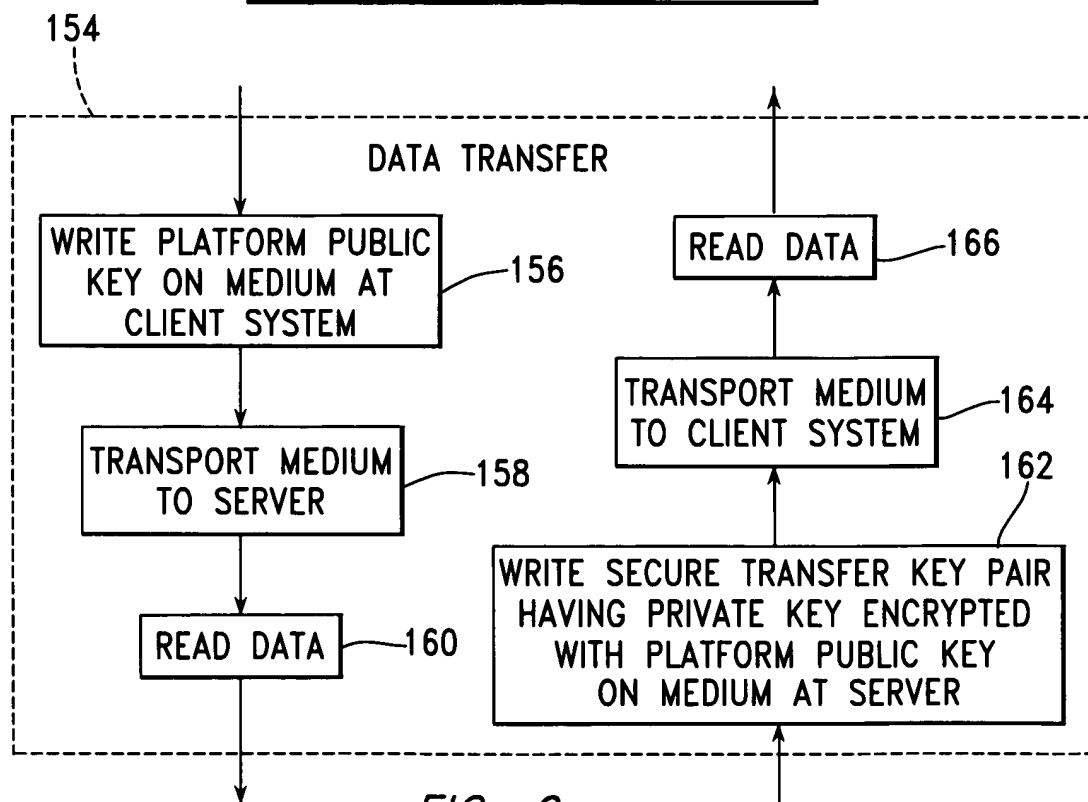 154
DATA TRANSFER
WRITE PLATFORM PUBLIC
KEY ON MEDIUM AT
CLIENT SYSTEM
156
TRANSPORT MEDIUM
TO SERVER
158
READ DATA
160
READ DATA
166
TRANSPORT MEDIUM
TO CLIENT SYSTEM
164
162
WRITE SECURE TRANSFER KEY PAIR
HAVING PRIVATE KEY ENCRYPTED
WITH PLATFORM PUBLIC KEY
ON MEDIUM AT SERVER